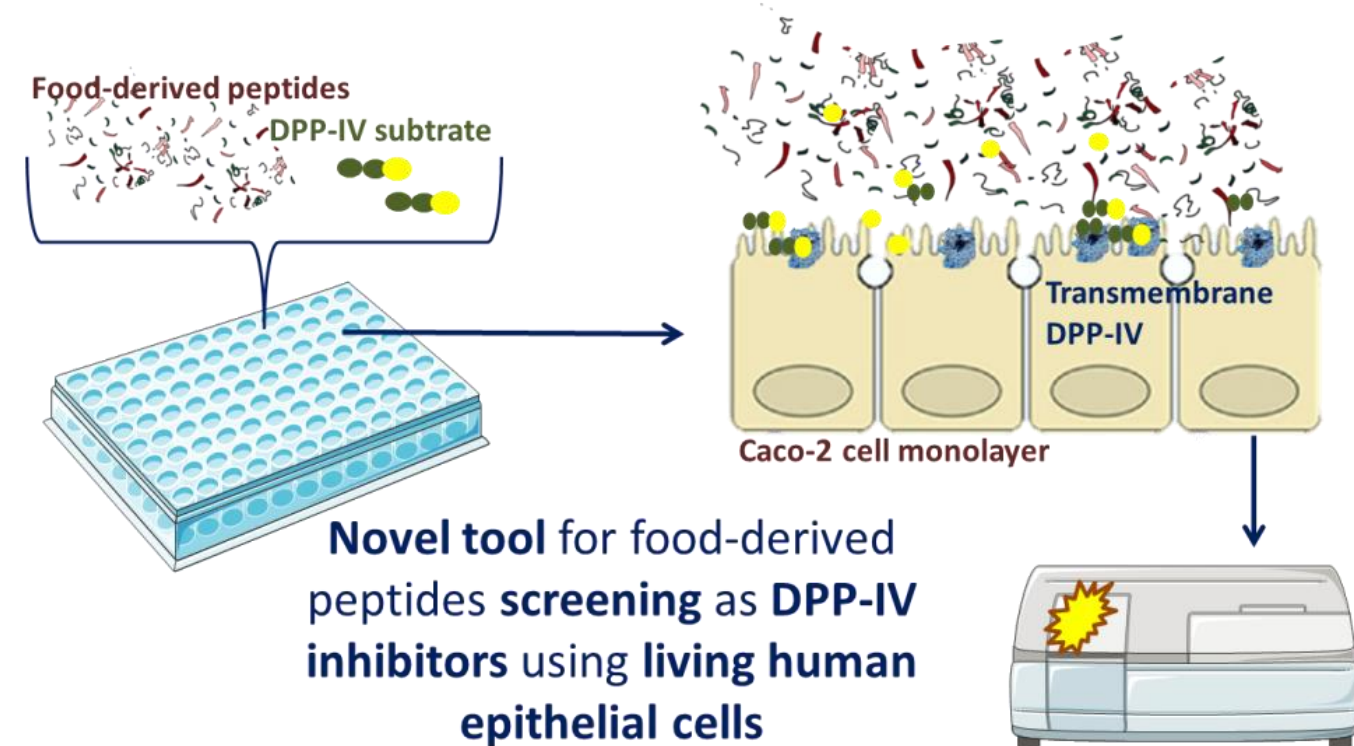 Food-derived peptides
DPP-IV subtrate
Transmembrane
DPP-IV
Caco-2 cell monolayer
Novel tool for food-derived
peptides screening as DPP-IV
inhibitors using living human
epithelial cells